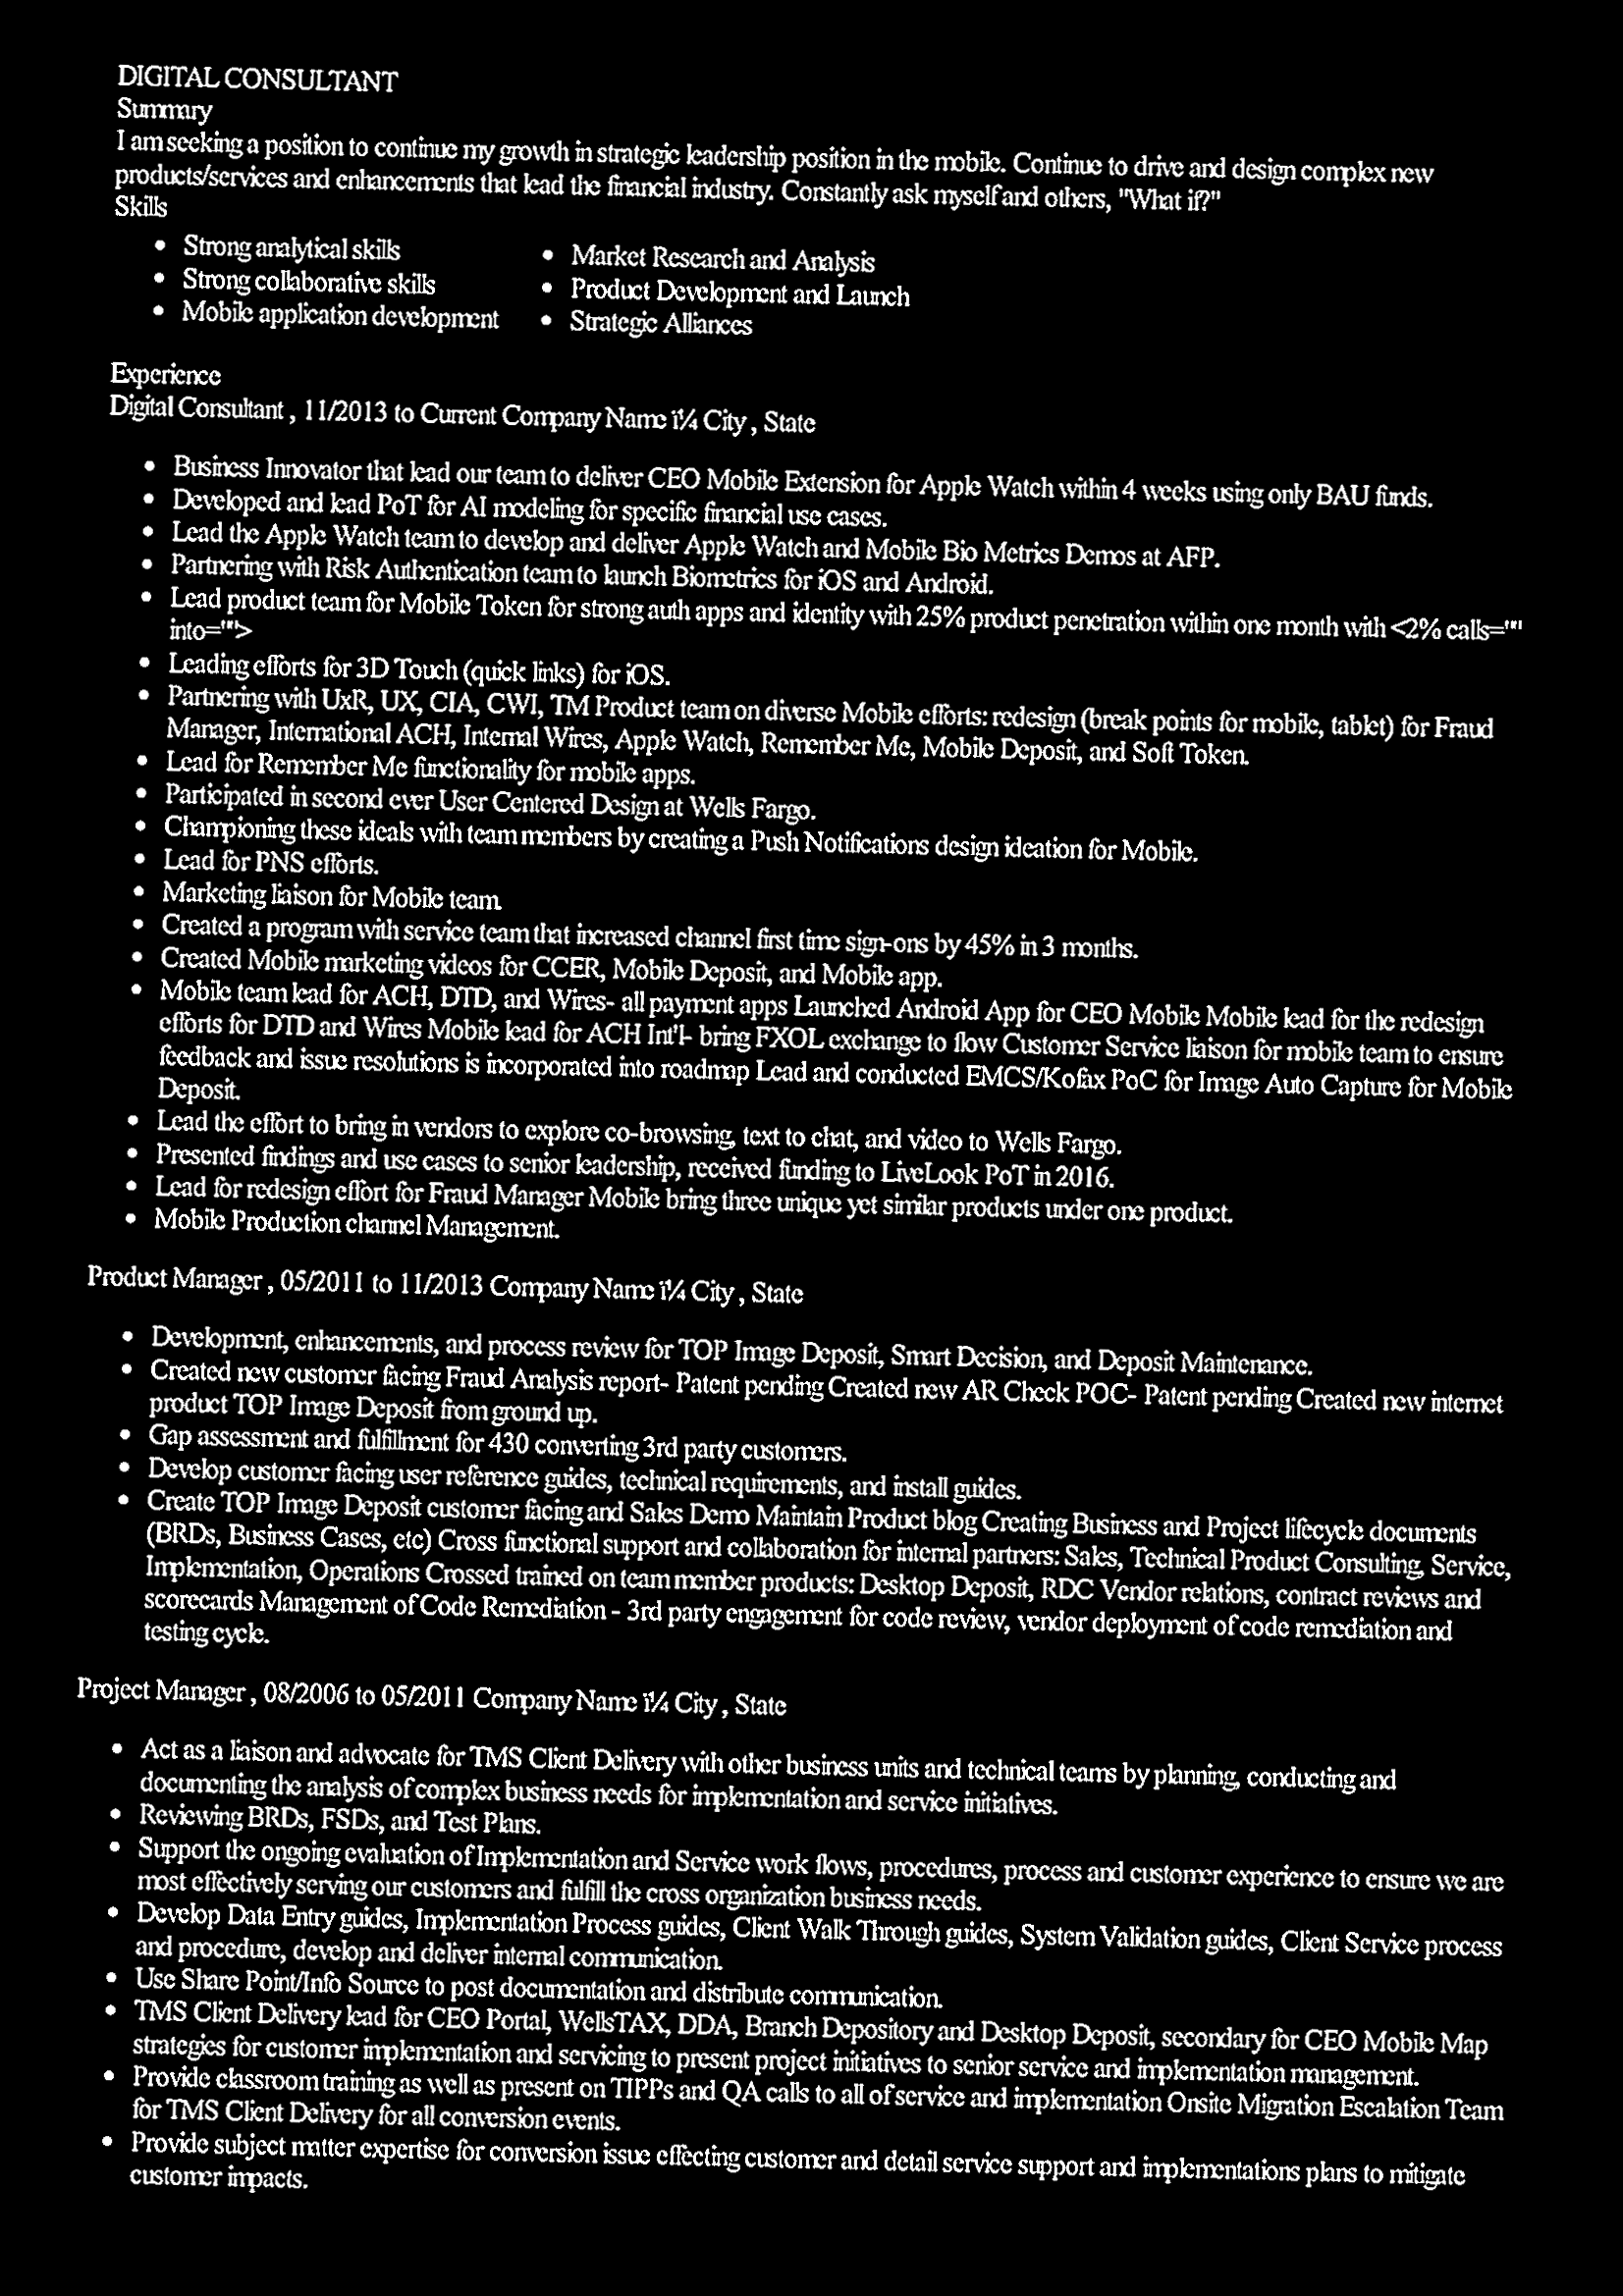 DIGITAL CONSULTANT
Summary
I am seeking a position to continue my growth in strategic leadership position in the mobile. Continue to drive and design complex new
products/services and enhancements that lead the financial industry. Constantly ask myself and others, "What if?"
Skills
• Strong analytical skills
• Strong collaborative skills
• Mobile application development
• Market Research and Analysis
• Product Development and Launch
• Strategic Alliances
Experience
Digital Consultant , 11/2013 to Current Company Name ï¼ City , State
• Business Innovator that lead our team to deliver CEO Mobile Extension for Apple Watch within 4 weeks using only BAU funds.
• Developed and lead PoT for AI modeling for specific financial use cases.
• Lead the Apple Watch team to develop and deliver Apple Watch and Mobile Bio Metrics Demos at AFP.
• Partnering with Risk Authentication team to launch Biometrics for iOS and Android.
• Lead product team for Mobile Token for strong auth apps and identity with 25% product penetration within one month with <2% calls=""
into="">
• Leading efforts for 3D Touch (quick links) for iOS.
• Partnering with UxR, UX, CIA, CWI, TM Product team on diverse Mobile efforts: redesign (break points for mobile, tablet) for Fraud
Manager, International ACH, Internal Wires, Apple Watch, Remember Me, Mobile Deposit, and Soft Token.
• Lead for Remember Me functionality for mobile apps.
• Participated in second ever User Centered Design at Wells Fargo.
• Championing these ideals with team members by creating a Push Notifications design ideation for Mobile.
• Lead for PNS efforts.
• Marketing liaison for Mobile team.
• Created a program with service team that increased channel first time sign-ons by 45% in 3 months.
• Created Mobile marketing videos for CCER, Mobile Deposit, and Mobile app.
• Mobile team lead for ACH, DTD, and Wires- all payment apps Launched Android App for CEO Mobile Mobile lead for the redesign
efforts for DTD and Wires Mobile lead for ACH Int'l- bring FXOL exchange to flow Customer Service liaison for mobile team to ensure
feedback and issue resolutions is incorporated into roadmap Lead and conducted EMCS/Kofax PoC for Image Auto Capture for Mobile
Deposit.
• Lead the effort to bring in vendors to explore co-browsing, text to chat, and video to Wells Fargo.
• Presented findings and use cases to senior leadership, received funding to LiveLook PoT in 2016.
• Lead for redesign effort for Fraud Manager Mobile bring three unique yet similar products under one product.
• Mobile Production channel Management.
Product Manager , 05/2011 to 11/2013 Company Name ï¼ City , State
• Development, enhancements, and process review for TOP Image Deposit, Smart Decision, and Deposit Maintenance.
• Created new customer facing Fraud Analysis report- Patent pending Created new AR Check POC- Patent pending Created new internet
product TOP Image Deposit from ground up.
• Gap assessment and fulfillment for 430 converting 3rd party customers.
• Develop customer facing user reference guides, technical requirements, and install guides.
• Create TOP Image Deposit customer facing and Sales Demo Maintain Product blog Creating Business and Project lifecycle documents
(BRDs, Business Cases, etc) Cross functional support and collaboration for internal partners: Sales, Technical Product Consulting, Service,
Implementation, Operations Crossed trained on team member products: Desktop Deposit, RDC Vendor relations, contract reviews and
scorecards Management of Code Remediation - 3rd party engagement for code review, vendor deployment of code remediation and
testing cycle.
Project Manager , 08/2006 to 05/2011 Company Name ï¼ City , State
• Act as a liaison and advocate for TMS Client Delivery with other business units and technical teams by planning, conducting and
documenting the analysis of complex business needs for implementation and service initiatives.
• Reviewing BRDs, FSDs, and Test Plans.
• Support the ongoing evaluation of Implementation and Service work flows, procedures, process and customer experience to ensure we are
most effectively serving our customers and fulfill the cross organization business needs.
• Develop Data Entry guides, Implementation Process guides, Client Walk Through guides, System Validation guides, Client Service process
and procedure, develop and deliver internal communication.
• Use Share Point/Info Source to post documentation and distribute communication.
• TMS Client Delivery lead for CEO Portal, WellsTAX, DDA, Branch Depository and Desktop Deposit, secondary for CEO Mobile Map
strategies for customer implementation and servicing to present project initiatives to senior service and implementation management.
• Provide classroom training as well as present on TIPPs and QA calls to all of service and implementation Onsite Migration Escalation Team
for TMS Client Delivery for all conversion events.
• Provide subject matter expertise for conversion issue effecting customer and detail service support and implementations plans to mitigate
customer impacts.